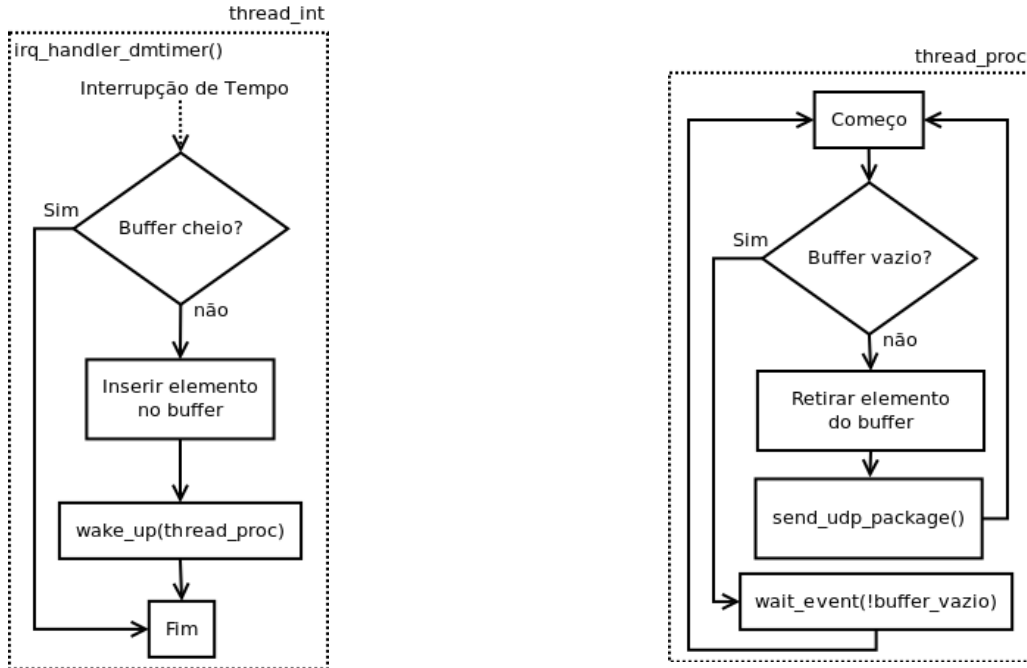 thread_int
irq_handler_dmtimer()
Interrupção de Tempo
Buffer cheio?
Sim
não
Inserir elemento
no buffer
wake_up(thread_proc)
Fim
thread_proc
Começo
Buffer vazio?
Sim
não
Retirar elemento
do buffer
send_udp_package()
wait_event(!buffer_vazio)